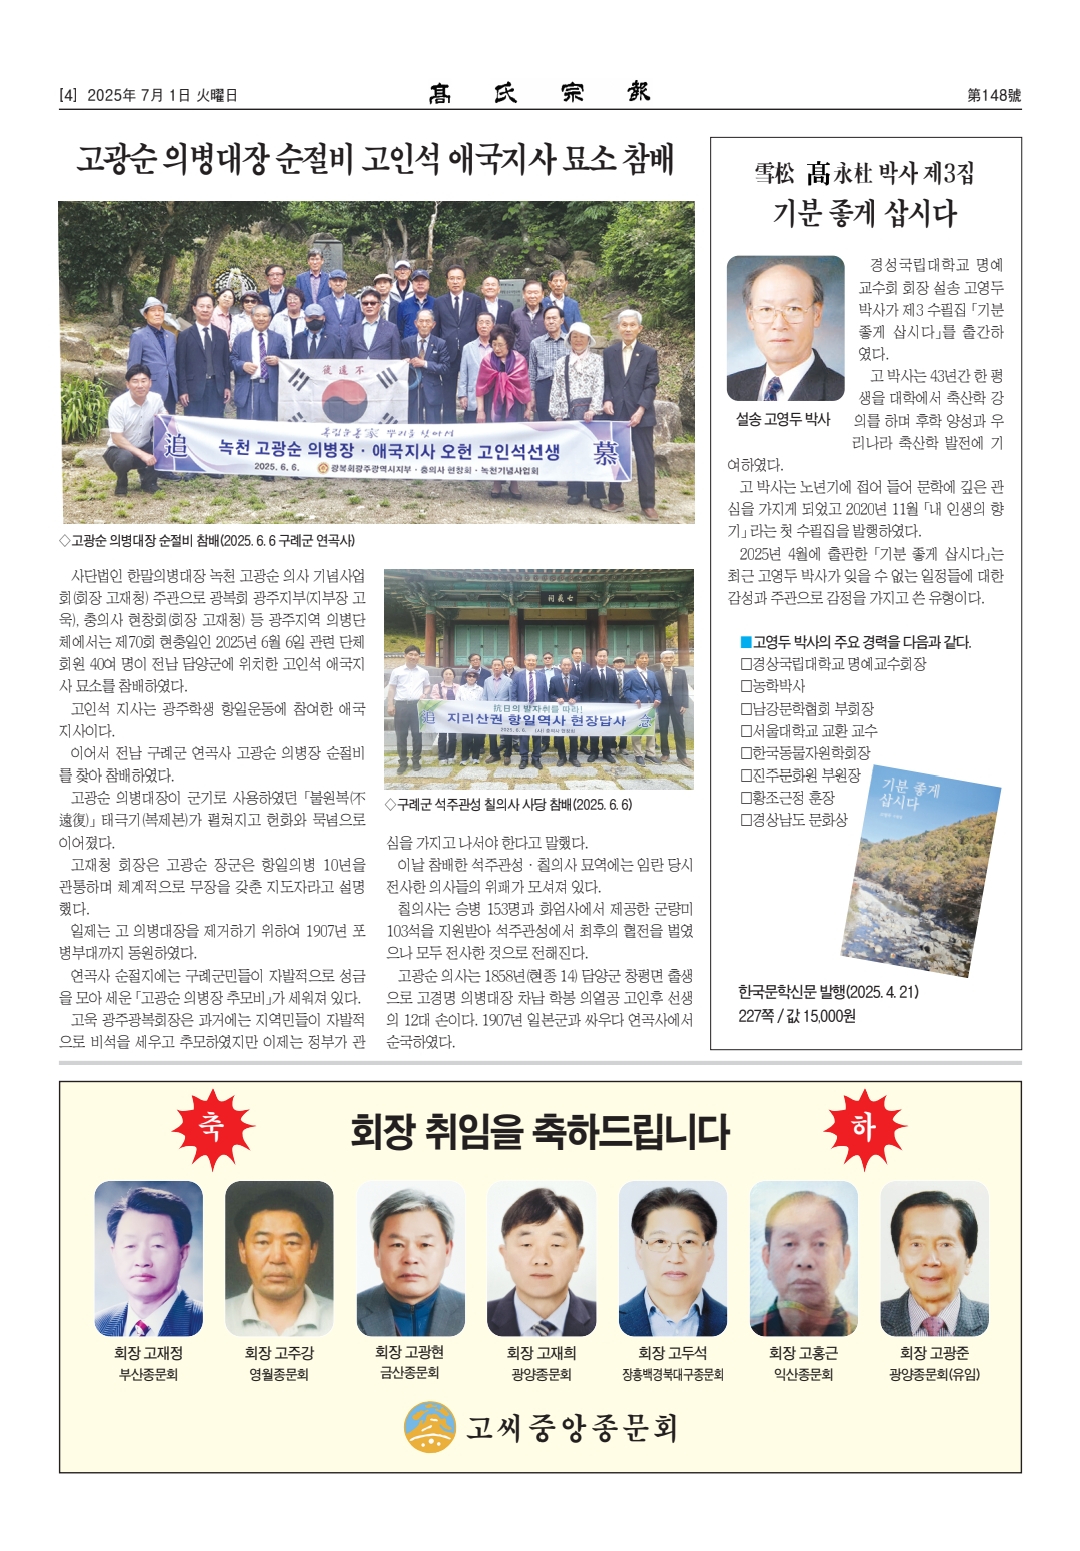 [4] 2025年 7月 1日 火曜日
髙氏宗報
第148號
고광순 의병대장 순절비 고인석 애국지사 묘소 참배
不遠復
追
독립운동家 뿌리를 찾아서
녹천 고광순 의병장 · 애국지사 오헌 고인석선생
2025. 6. 6. 광복회광주광역시지부 · 충의사 현창회 · 녹천기념사업회
慕
◇고광순 의병대장 순절비 참배(2025. 6. 6 구례군 연곡사)
사단법인 한말의병대장 녹천 고광순 의사 기념사업
회(회장 고재청) 주관으로 광복회 광주지부(지부장 고
욱), 충의사 현창회(회장 고재청) 등 광주지역 의병단
체에서는 제70회 현충일인 2025년 6월 6일 관련 단체
회원 40여 명이 전남 담양군에 위치한 고인석 애국지
사 묘소를 참배하였다.
고인석 지사는 광주학생 항일운동에 참여한 애국
지사이다.
이어서 전남 구례군 연곡사 고광순 의병장 순절비
를 찾아 참배하였다.
고광순 의병대장이 군기로 사용하였던 「불원복(不
遠復)」 태극기(복제본)가 펼쳐지고 헌화와 묵념으로
이어졌다.
고재청 회장은 고광순 장군은 항일의병 10년을
관통하며 체계적으로 무장을 갖춘 지도자라고 설명
했다.
일제는 고 의병대장을 제거하기 위하여 1907년 포
병부대까지 동원하였다.
연곡사 순절지에는 구례군민들이 자발적으로 성금
을 모아 세운 「고광순 의병장 추모비」가 세워져 있다.
고욱 광주광복회장은 과거에는 지역민들이 자발적
으로 비석을 세우고 추모하였지만 이제는 정부가 관
七義祠
追
抗日의 발자취를 따라!
지리산권 항일역사 현장답사
2025. 6. 6. (사) 충의사 현창회
念
◇구례군 석주관성 칠의사 사당 참배(2025. 6. 6)
심을 가지고 나서야 한다고 말했다.
이날 참배한 석주관성 · 칠의사 묘역에는 임란 당시
전사한 의사들의 위패가 모셔져 있다.
칠의사는 승병 153명과 화엄사에서 제공한 군량미
103석을 지원받아 석주관성에서 최후의 혈전을 벌였
으나 모두 전사한 것으로 전해진다.
고광순 의사는 1858년(현종 14) 담양군 창평면 출생
으로 고경명 의병대장 차남 학봉 의열공 고인후 선생
의 12대 손이다. 1907년 일본군과 싸우다 연곡사에서
순국하였다.
雪松 髙永杜 박사 제3집
기분 좋게 삽시다
설송 고영두 박사
경성국립대학교 명예
교수회 회장 설송 고영두
박사가 제3 수필집 「기분
좋게 삽시다」를 출간하
였다.
고 박사는 43년간 한 평
생을 대학에서 축산학 강
의를 하며 후학 양성과 우
리나라 축산학 발전에 기
여하였다.
고 박사는 노년기에 접어 들어 문학에 깊은 관
심을 가지게 되었고 2020년 11월 「내 인생의 향
기」 라는 첫 수필집을 발행하였다.
2025년 4월에 출판한 「기분 좋게 삽시다」는
최근 고영두 박사가 잊을 수 없는 일정들에 대한
감성과 주관으로 감정을 가지고 쓴 유형이다.
■고영두 박사의 주요 경력을 다음과 같다.
□경상국립대학교 명예교수회장
□농학박사
□남강문학협회 부회장
□서울대학교 교환 교수
□한국동물자원학회장
□진주문화원 부원장
□황조근정 훈장
□경상남도 문화상
기분 좋게
삽시다
한국문학신문 발행(2025. 4. 21)
227쪽 / 값 15,000원
축
회장 취임을 축하드립니다
하
회장 고재정
부산종문회
회장 고주강
영월종문회
회장 고광현
금산종문회
회장 고재희
광양종문회
회장 고두석
장흥백경북대구종문회
회장 고홍근
익산종문회
회장 고광준
광양종문회(유임)
고씨중앙종문회